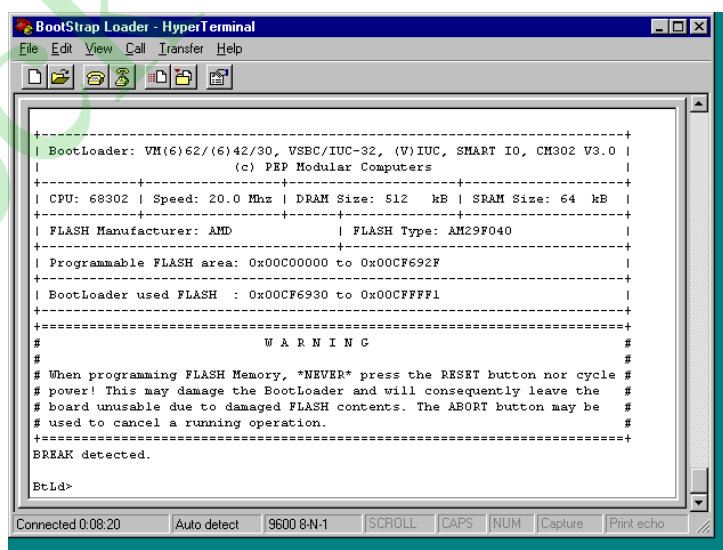 BootStrap Loader - HyperTerminal
File Edit View Call Transfer Help
+-----------------------------------------------------------------------+
| BootLoader: VM(6)62/(6)42/30, VSBC/IUC-32, (V)IUC, SMART IO, CM302 V3.0 |
| (c) PEP Modular Computers |
+------------+-----------------+---------------------+--------------------+
| CPU: 68302 | Speed: 20.0 Mhz | DRAM Size: 512 kB | SRAM Size: 64 kB |
+------------+-----------------+------+--------------+--------------------+
| FLASH Manufacturer: AMD | FLASH Type: AM29F040 |
+-------------------------------------+-----------------------------------+
| Programmable FLASH area: 0x00C00000 to 0x00CF692F |
+-------------------------------------------------------------------------+
| BootLoader used FLASH : 0x00CF6930 to 0x00CFFFF1 |
+-------------------------------------------------------------------------+
+=========================================================================+
# W A R N I N G #
# #
# When programming FLASH Memory, *NEVER* press the RESET button nor cycle #
# power! This may damage the BootLoader and will consequently leave the #
# board unusable due to damaged FLASH contents. The ABORT button may be #
# used to cancel a running operation. #
+=========================================================================+
BREAK detected.
BtLd>
Connected 0:08:20 Auto detect 9600 8-N-1 SCROLL CAPS NUM Capture Print echo